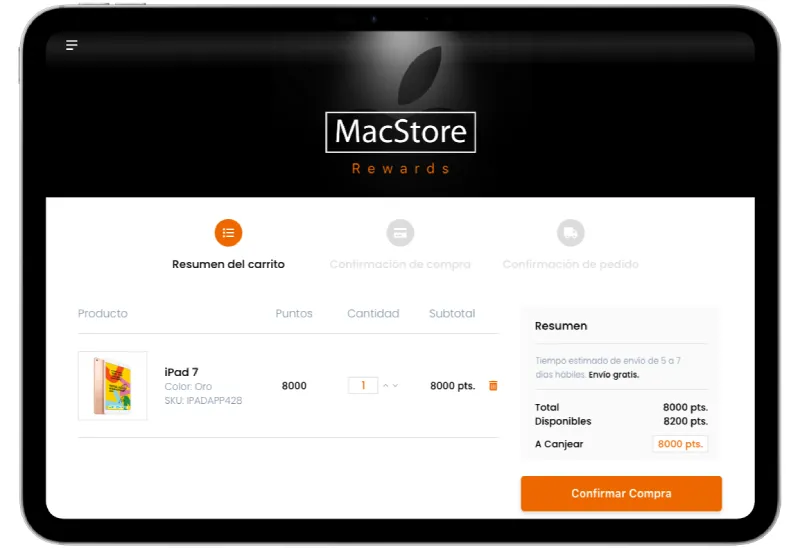 MacStore
Rewards
Resumen del carrito
Confirmación de compra
Confirmación de pedido
Producto Puntos Cantidad Subtotal
iPad 7
Color: Oro
SKU: IPADAPP428
8000
1
8000 pts.
Resumen
Tiempo estimado de envío de 5 a 7
días hábiles. Envío gratis.
Total 8000 pts.
Disponibles 8200 pts.
A Canjear 8000 pts.
Confirmar Compra